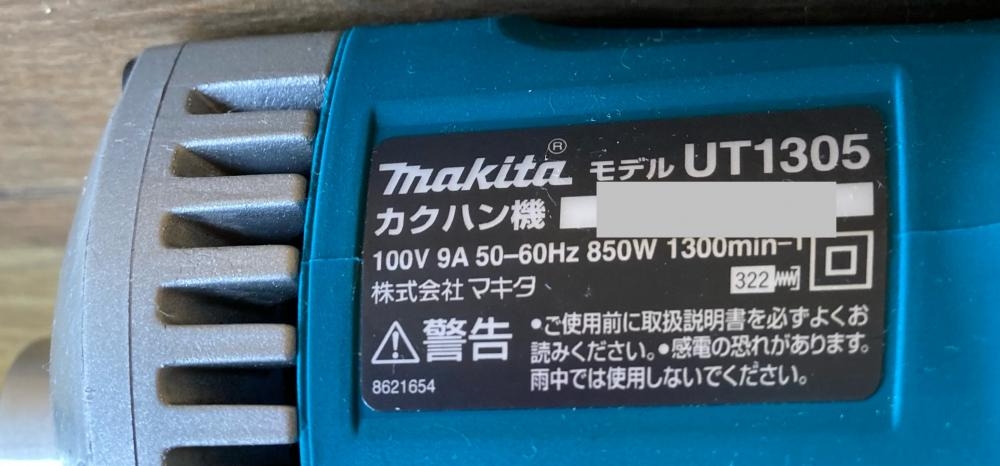 makita® モデル UT1305
カクハン機
100V 9A 50–60Hz 850W 1300min−1
株式会社 マキタ
322
警告
•ご使用前に取扱説明書を必ずよくお
読みください。•感電の恐れがあります。
雨中では使用しないでください。
8621654